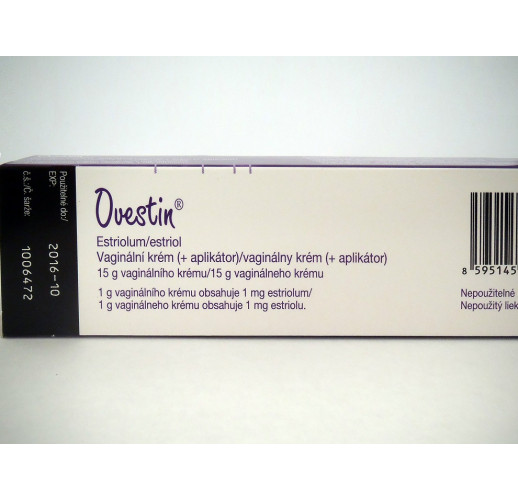 Použitelné do:/
EXP:
2016-10
č.š./Č. šarže:
1006472
Ovestin®
Estriolum/estriol
Vaginální krém (+ aplikátor)/vaginálny krém (+ aplikátor)
15 g vaginálního krému/15 g vaginálneho krému
1 g vaginálního krému obsahuje 1 mg estriolum/
1 g vaginálneho krému obsahuje 1 mg estriolu.
8 595145
Nepoužitelné
Nepoužitý liek